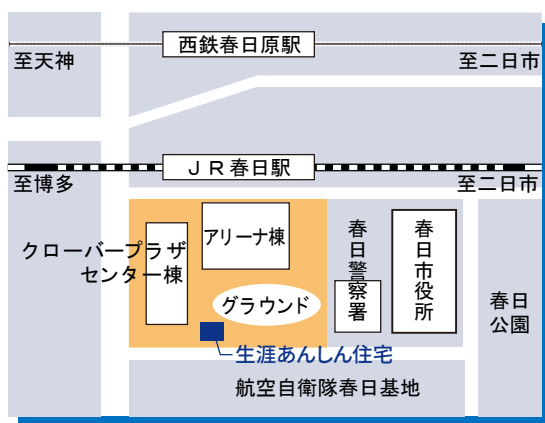 西鉄春日原駅
至天神
至二日市
JR春日駅
至博多
至二日市
クローバープラザ
センター棟
アリーナ棟
グラウンド
春日警察署
春日市役所
春日
公園
生涯あんしん住宅
航空自衛隊春日基地